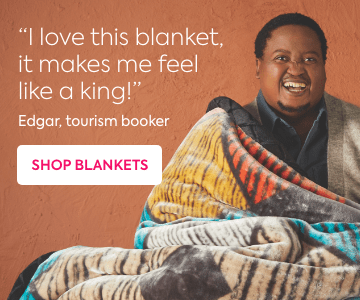 “I love this blanket,
it makes me feel
like a king!”
Edgar, tourism booker
SHOP BLANKETS